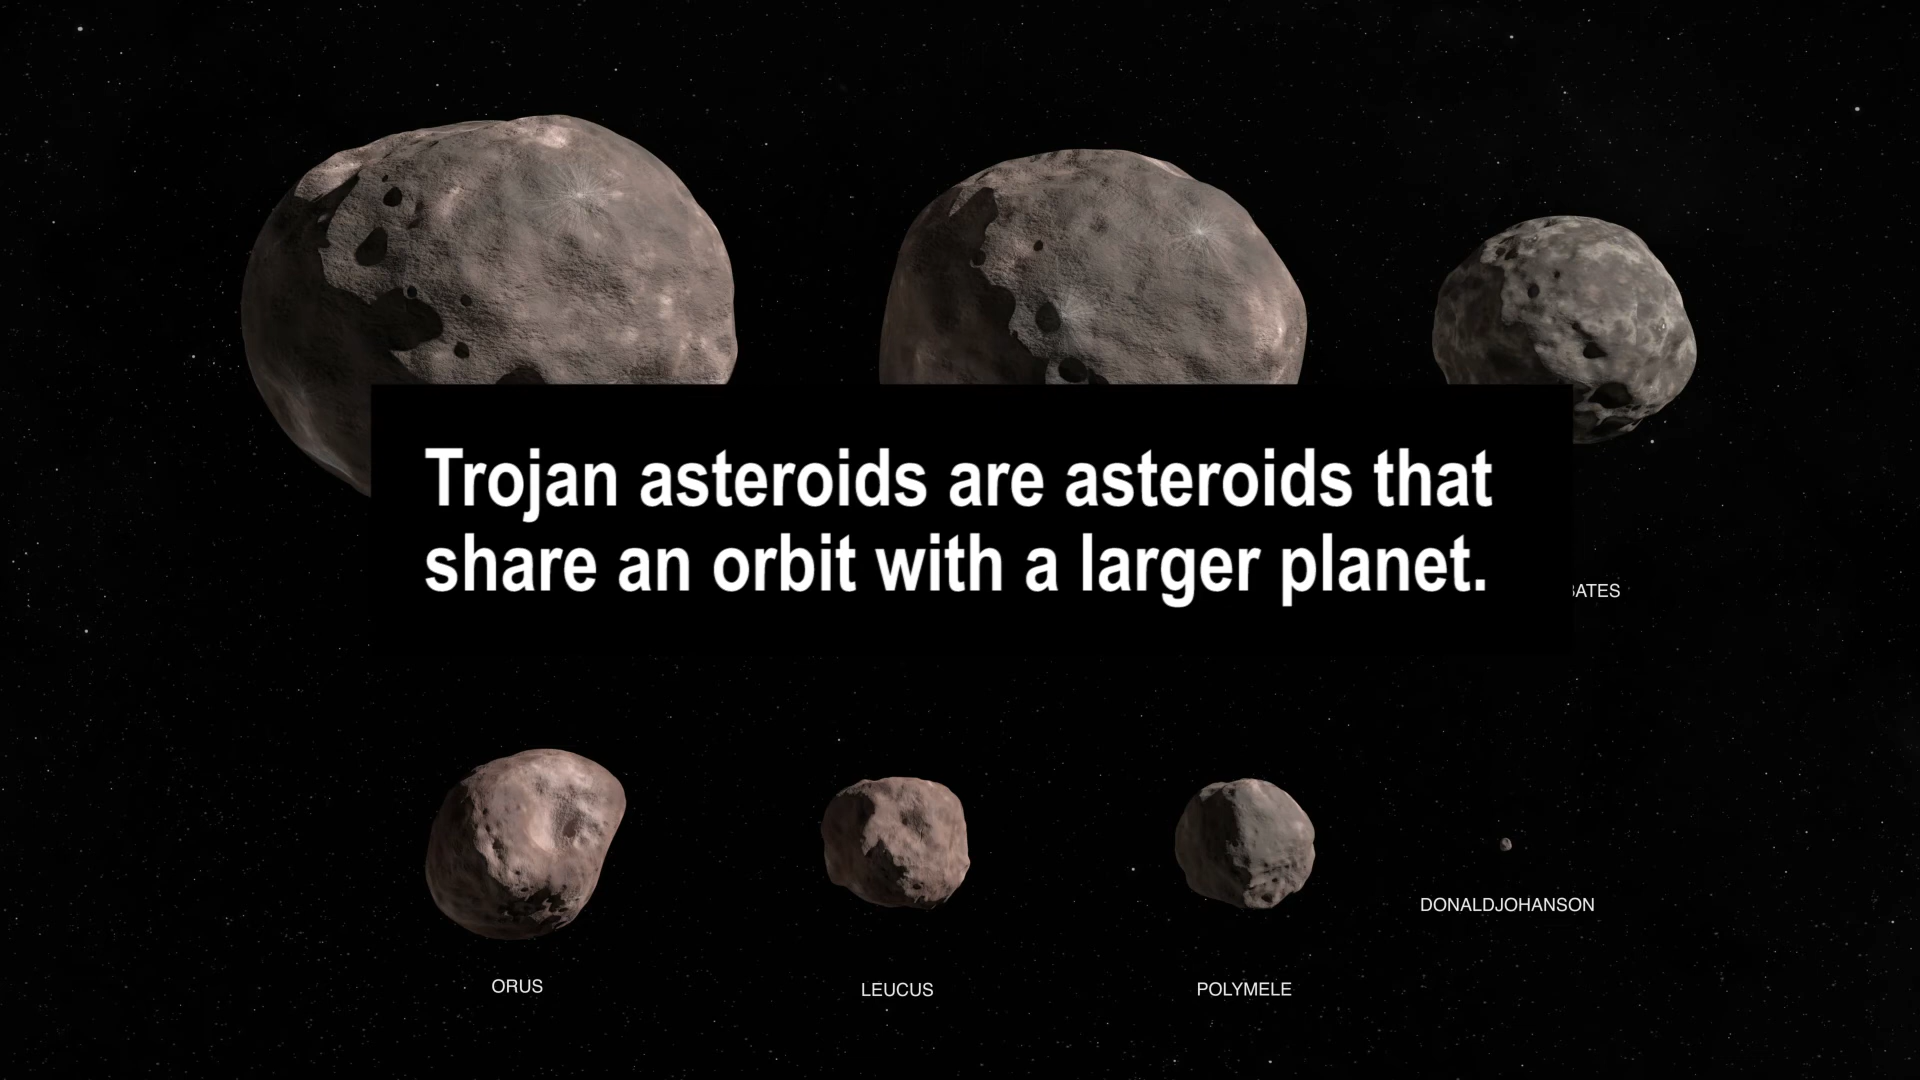 Trojan asteroids are asteroids that
share an orbit with a larger planet.
ORUS
LEUCUS
POLYMELE
DONALDJOHANSON